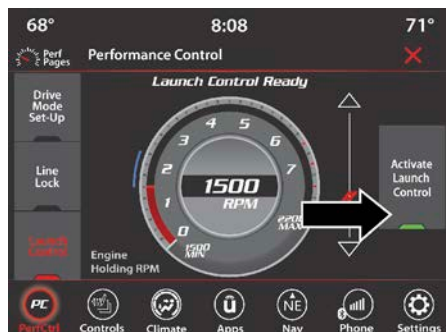 68°
8:08
71°
Perf
Pages
Performance Control
Launch Control Ready
Drive
Mode
Set-Up
Line
Lock
Launch
Control
0
1
2
3
4
5
6
7
1500
RPM
1500
MIN
2200
MAX
Engine
Holding RPM
Activate
Launch
Control
PC
PerfCtrl
Controls
Climate
ū
Apps
NE
Nav
Phone
Settings